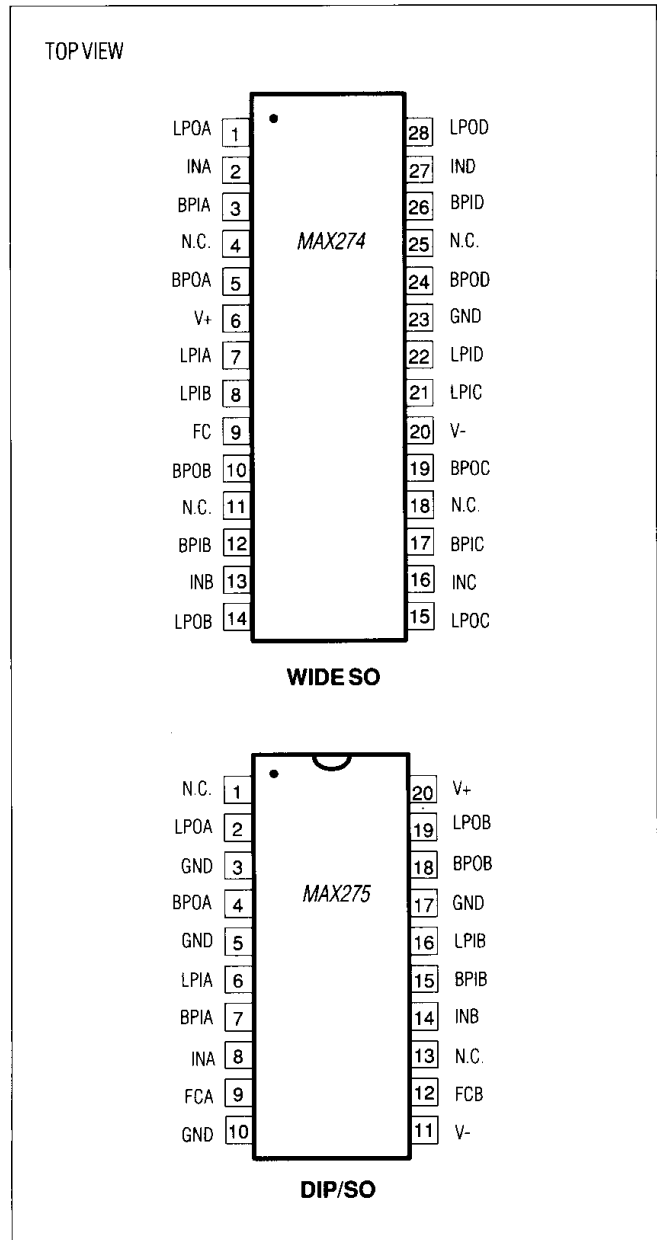 TOP VIEW
LPOA 1 28 LPOD
INA 2 27 IND
BPIA 3 26 BPID
N.C. 4 MAX274 25 N.C.
BPOA 5 24 BPOD
V+ 6 23 GND
LPIA 7 22 LPID
LPIB 8 21 LPIC
FC 9 20 V-
BPOB 10 19 BPOC
N.C. 11 18 N.C.
BPIB 12 17 BPIC
INB 13 16 INC
LPOB 14 15 LPOC
WIDE SO
N.C. 1 20 V+
LPOA 2 19 LPOB
GND 3 18 BPOB
BPOA 4 MAX275 17 GND
GND 5 16 LPIB
LPIA 6 15 BPIB
BPIA 7 14 INB
INA 8 13 N.C.
FCA 9 12 FCB
GND 10 11 V-
DIP/SO